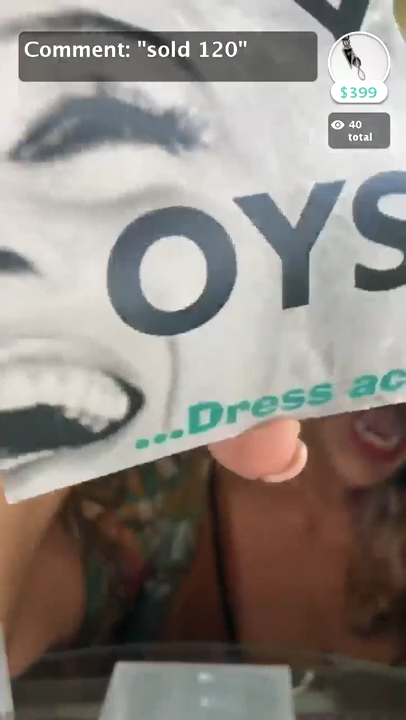 Comment: "sold 120"
$399
40
total
OYS
...Dress ac